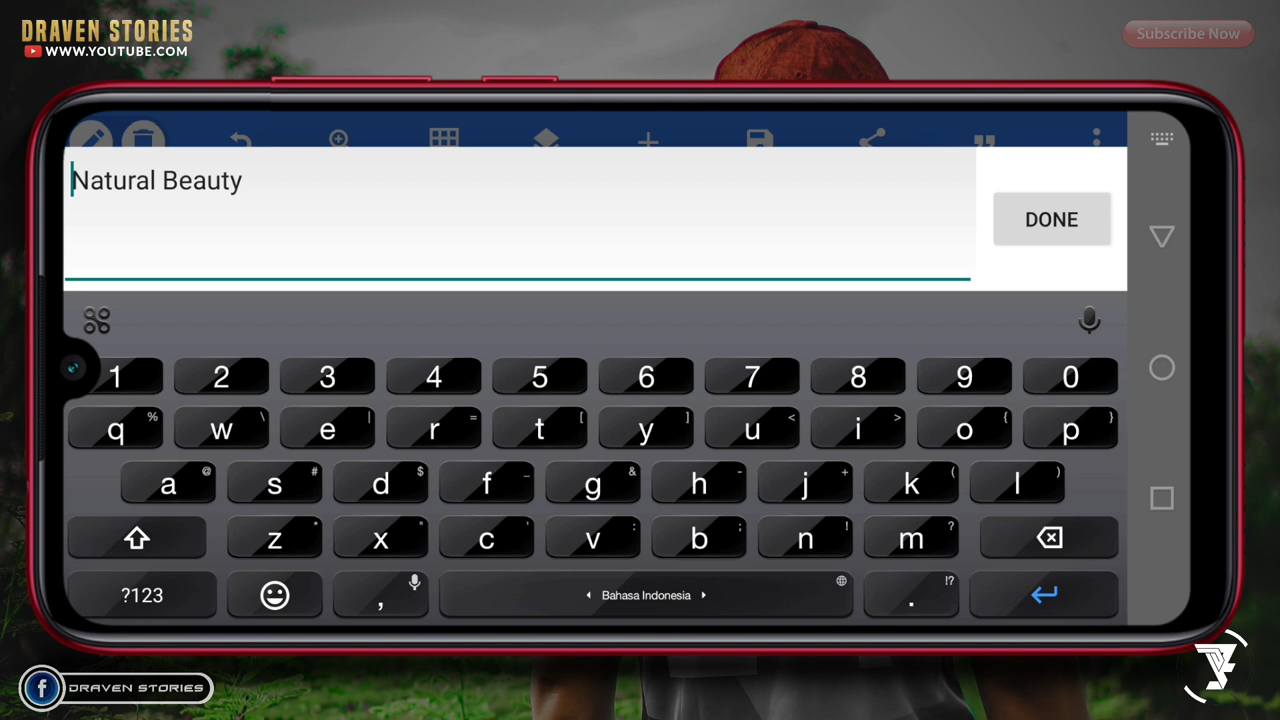 DRAVEN STORIES
WWW.YOUTUBE.COM
Subscribe Now
Natural Beauty
DONE
1 2 3 4 5 6 7 8 9 0
q % w \ e | r = t [ y ] u < i > o { p }
a @ s # d $ f _ g & h - j + k ( l )
z * x " c ' v : b ; n ! m ?
?123 , Bahasa Indonesia . !?
f DRAVEN STORIES